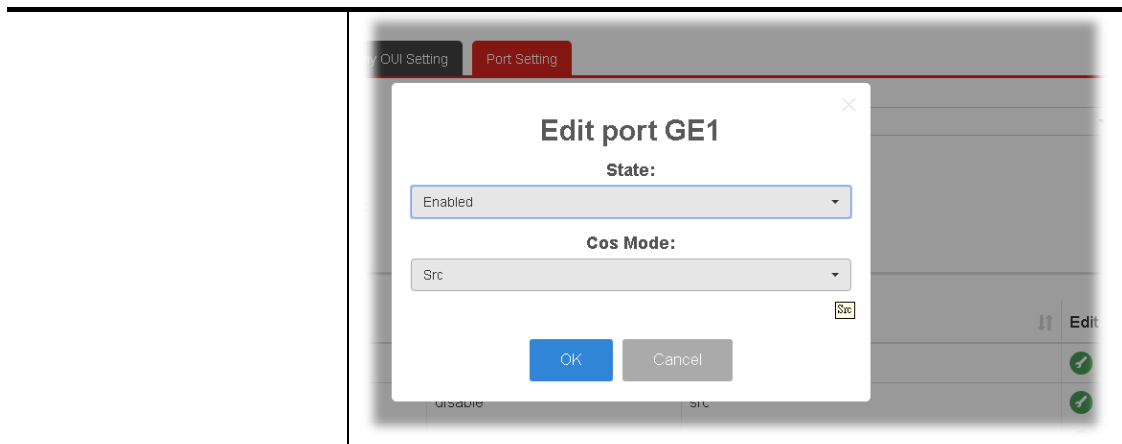 y OUI Setting
Port Setting
×
Edit port GE1
State:
Enabled
Cos Mode:
Src
Src
Edit
OK
Cancel
disable
src